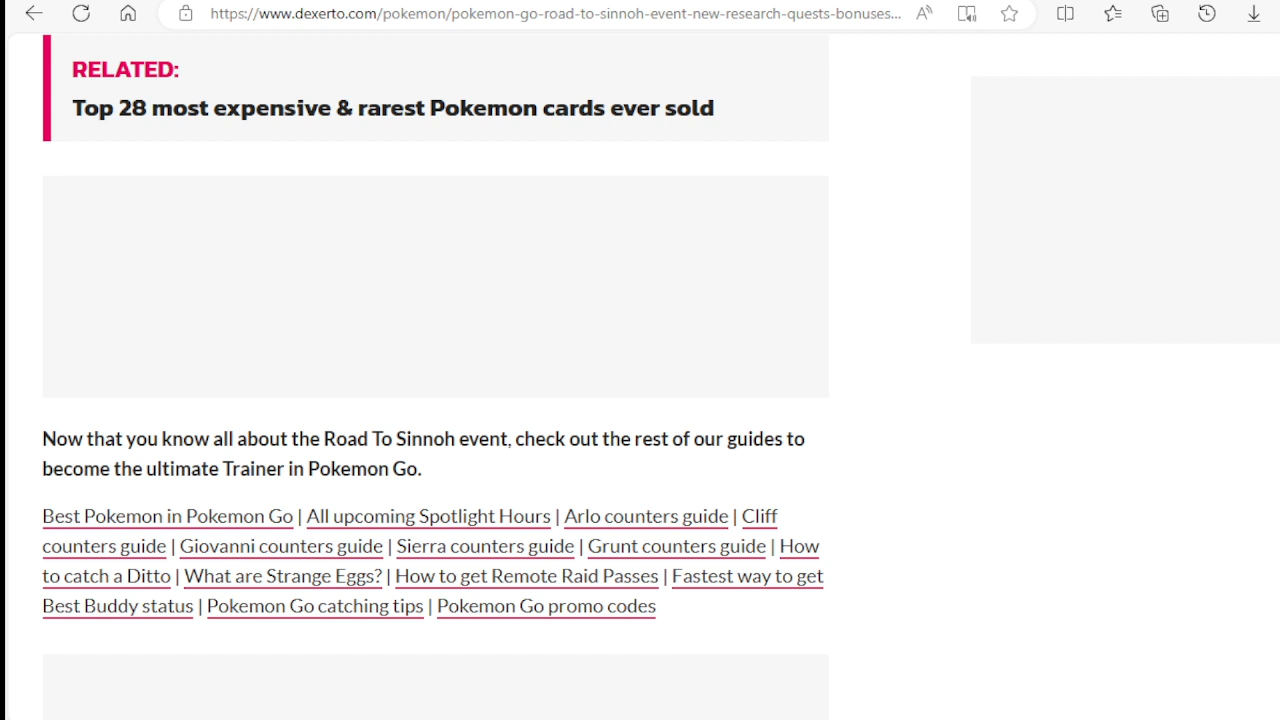 https://www.dexerto.com/pokemon/pokemon-go-road-to-sinnoh-event-new-research-quests-bonuses...
RELATED:
Top 28 most expensive & rarest Pokemon cards ever sold
Now that you know all about the Road To Sinnoh event, check out the rest of our guides to
become the ultimate Trainer in Pokemon Go.
Best Pokemon in Pokemon Go | All upcoming Spotlight Hours | Arlo counters guide | Cliff
counters guide | Giovanni counters guide | Sierra counters guide | Grunt counters guide | How
to catch a Ditto | What are Strange Eggs? | How to get Remote Raid Passes | Fastest way to get
Best Buddy status | Pokemon Go catching tips | Pokemon Go promo codes